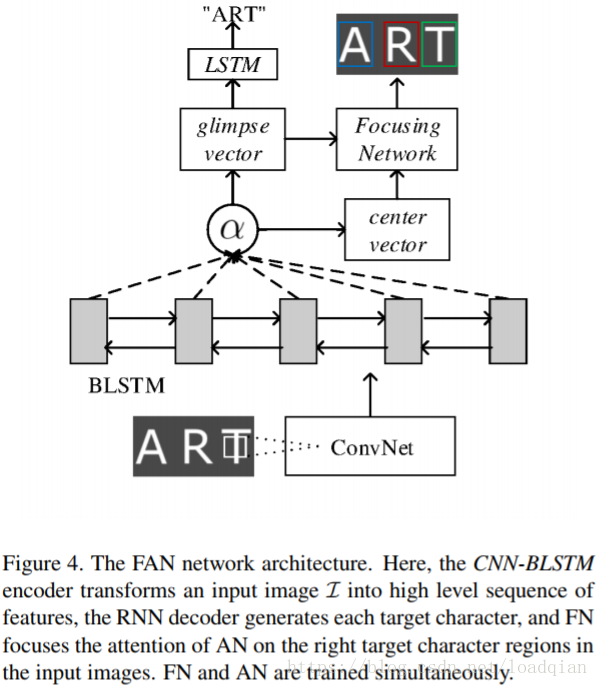 "ART"
LSTM
ART
glimpse
vector
Focusing
Network
α
center
vector
BLSTM
ART
ConvNet
Figure 4. The FAN network architecture. Here, the CNN-BLSTM
encoder transforms an input image I into high level sequence of
features, the RNN decoder generates each target character, and FN
focuses the attention of AN on the right target character regions in
the input images. FN and AN are trained simultaneously.
https://blog.csdn.net/loadqian